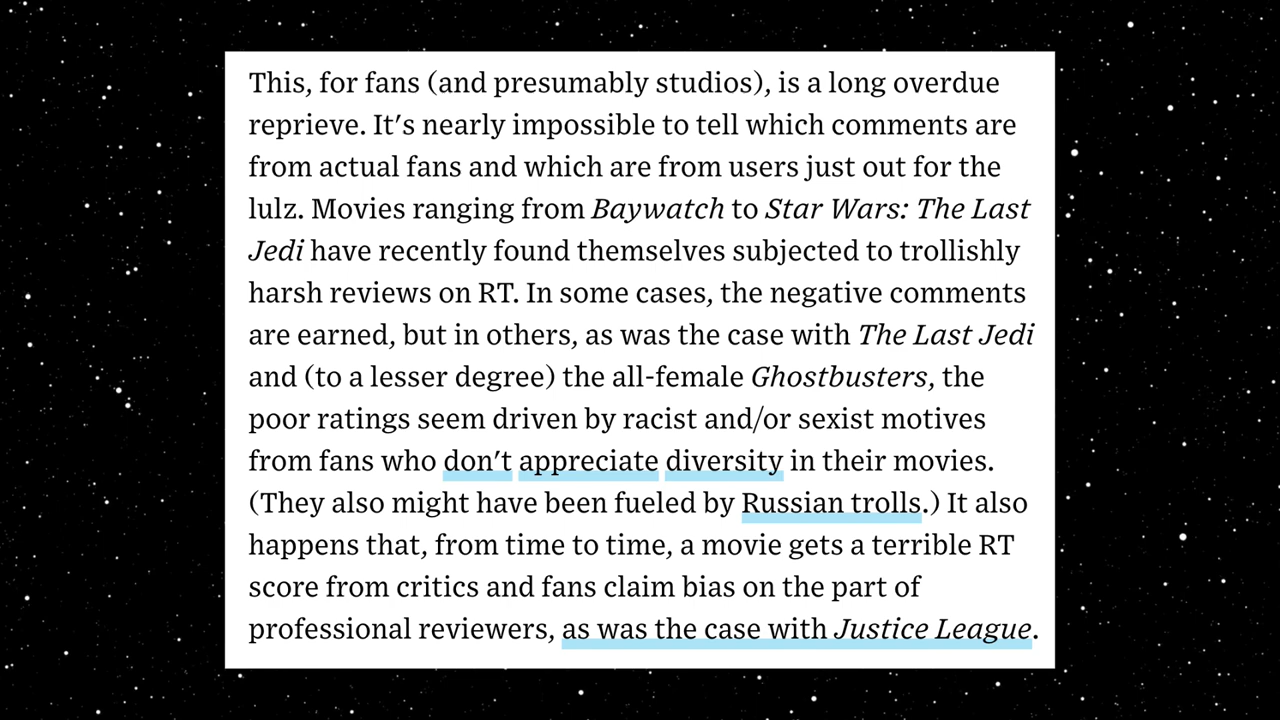 This, for fans (and presumably studios), is a long overdue
reprieve. It's nearly impossible to tell which comments are
from actual fans and which are from users just out for the
lulz. Movies ranging from Baywatch to Star Wars: The Last
Jedi have recently found themselves subjected to trollishly
harsh reviews on RT. In some cases, the negative comments
are earned, but in others, as was the case with The Last Jedi
and (to a lesser degree) the all-female Ghostbusters, the
poor ratings seem driven by racist and/or sexist motives
from fans who don't appreciate diversity in their movies.
(They also might have been fueled by Russian trolls.) It also
happens that, from time to time, a movie gets a terrible RT
score from critics and fans claim bias on the part of
professional reviewers, as was the case with Justice League.